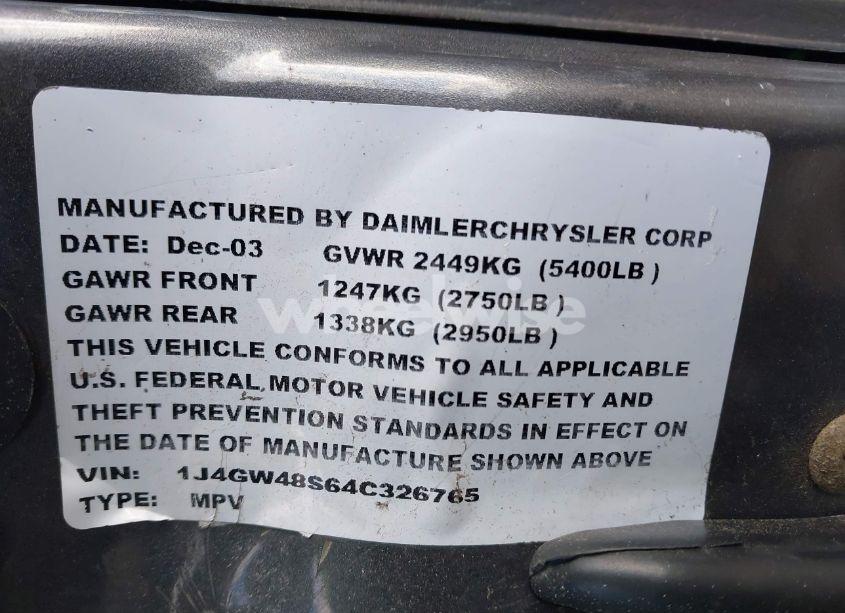 MANUFACTURED BY DAIMLERCHRYSLER CORP
DATE: Dec-03 GVWR 2449KG (5400LB )
GAWR FRONT 1247KG (2750LB )
GAWR REAR 1338KG (2950LB )
THIS VEHICLE CONFORMS TO ALL APPLICABLE
U.S. FEDERAL MOTOR VEHICLE SAFETY AND
THEFT PREVENTION STANDARDS IN EFFECT ON
THE DATE OF MANUFACTURE SHOWN ABOVE
VIN: 1J4GW48S64C326765
TYPE: MPV
wheelwise